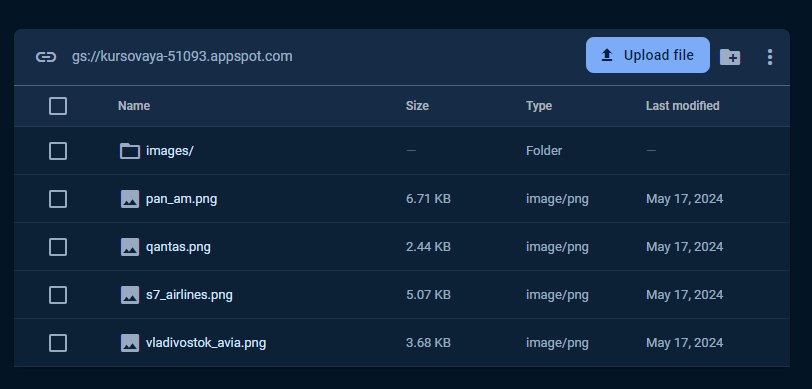 gs://kursovaya-51093.appspot.com Upload file
Name Size Type Last modified
images/ — Folder —
pan_am.png 6.71 KB image/png May 17, 2024
qantas.png 2.44 KB image/png May 17, 2024
s7_airlines.png 5.07 KB image/png May 17, 2024
vladivostok_avia.png 3.68 KB image/png May 17, 2024